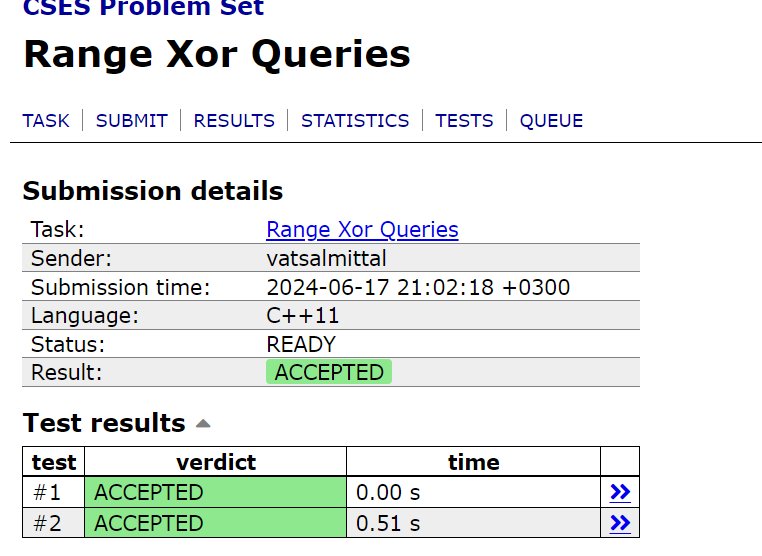 CSES Problem Set
Range Xor Queries
TASK SUBMIT RESULTS STATISTICS TESTS QUEUE
Submission details
Task: Range Xor Queries
Sender: vatsalmittal
Submission time: 2024-06-17 21:02:18 +0300
Language: C++11
Status: READY
Result: ACCEPTED
Test results
test verdict time
#1 ACCEPTED 0.00 s »
#2 ACCEPTED 0.51 s »